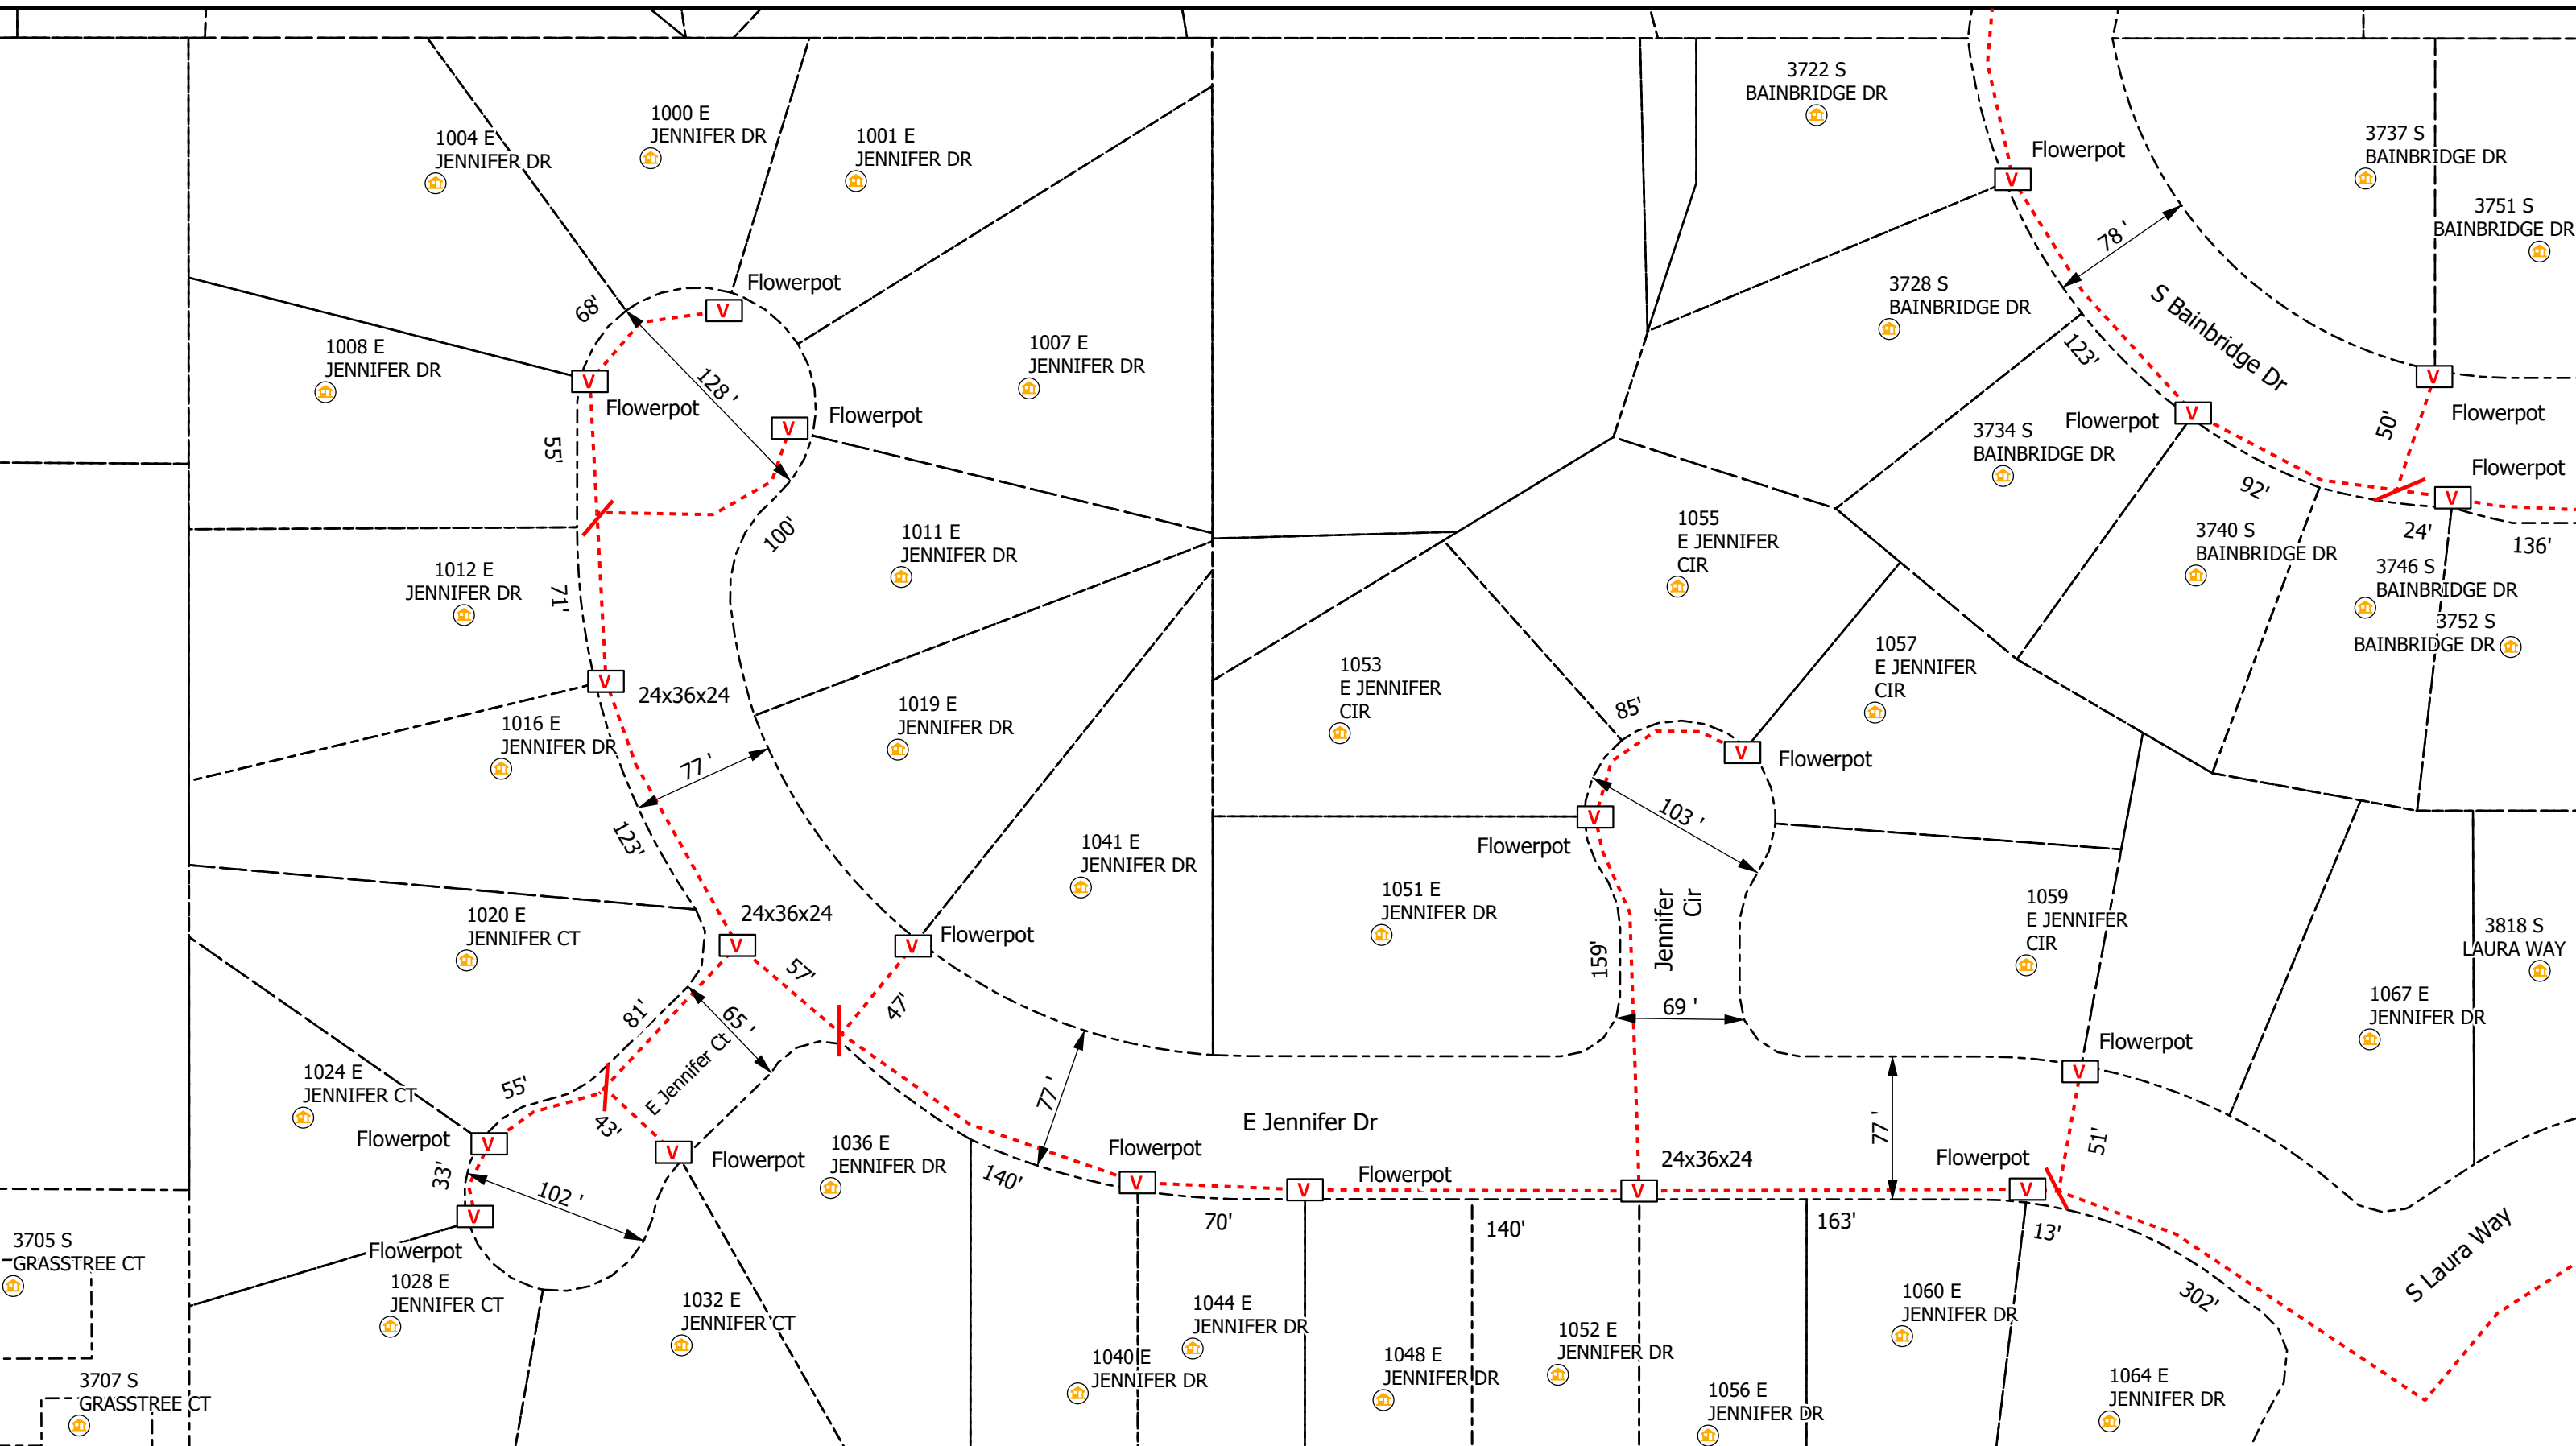 3722 S
BAINBRIDGE DR
1000 E
JENNIFER DR
1004 E
JENNIFER DR
1001 E
JENNIFER DR
3737 S
BAINBRIDGE DR
Flowerpot
V
3751 S
BAINBRIDGE DR
78 '
Flowerpot
V
68'
3728 S
BAINBRIDGE DR
S Bainbridge Dr
1008 E
JENNIFER DR
V
Flowerpot
128 '
1007 E
JENNIFER DR
123'
V
Flowerpot
V
Flowerpot
V
Flowerpot
50'
55'
3734 S
BAINBRIDGE DR
Flowerpot
V
92'
24'
136'
100'
1011 E
JENNIFER DR
1055
E JENNIFER
CIR
3740 S
BAINBRIDGE DR
1012 E
JENNIFER DR
71'
3746 S
BAINBRIDGE DR
3752 S
BAINBRIDGE DR
1053
E JENNIFER
CIR
1057
E JENNIFER
CIR
V
24x36x24
1016 E
JENNIFER DR
1019 E
JENNIFER DR
85'
77 '
V
Flowerpot
103 '
V
Flowerpot
123'
1041 E
JENNIFER DR
1051 E
JENNIFER DR
Jennifer
Cir
1059
E JENNIFER
CIR
1020 E
JENNIFER CT
24x36x24
V
V
Flowerpot
3818 S
LAURA WAY
57'
159'
81'
65 '
47'
69 '
1067 E
JENNIFER DR
E Jennifer Ct
Flowerpot
V
1024 E
JENNIFER CT
55'
43'
77 '
E Jennifer Dr
77 '
51'
Flowerpot
V
V
Flowerpot
1036 E
JENNIFER DR
Flowerpot
V
Flowerpot
V
24x36x24
V
Flowerpot
V
33'
102 '
140'
70'
140'
163'
13'
V
Flowerpot
3705 S
GRASSTREE CT
S Laura Way
302'
1028 E
JENNIFER CT
1032 E
JENNIFER CT
1044 E
JENNIFER DR
1060 E
JENNIFER DR
1052 E
JENNIFER DR
1040 E
JENNIFER DR
1048 E
JENNIFER DR
1064 E
JENNIFER DR
3707 S
GRASSTREE CT
1056 E
JENNIFER DR